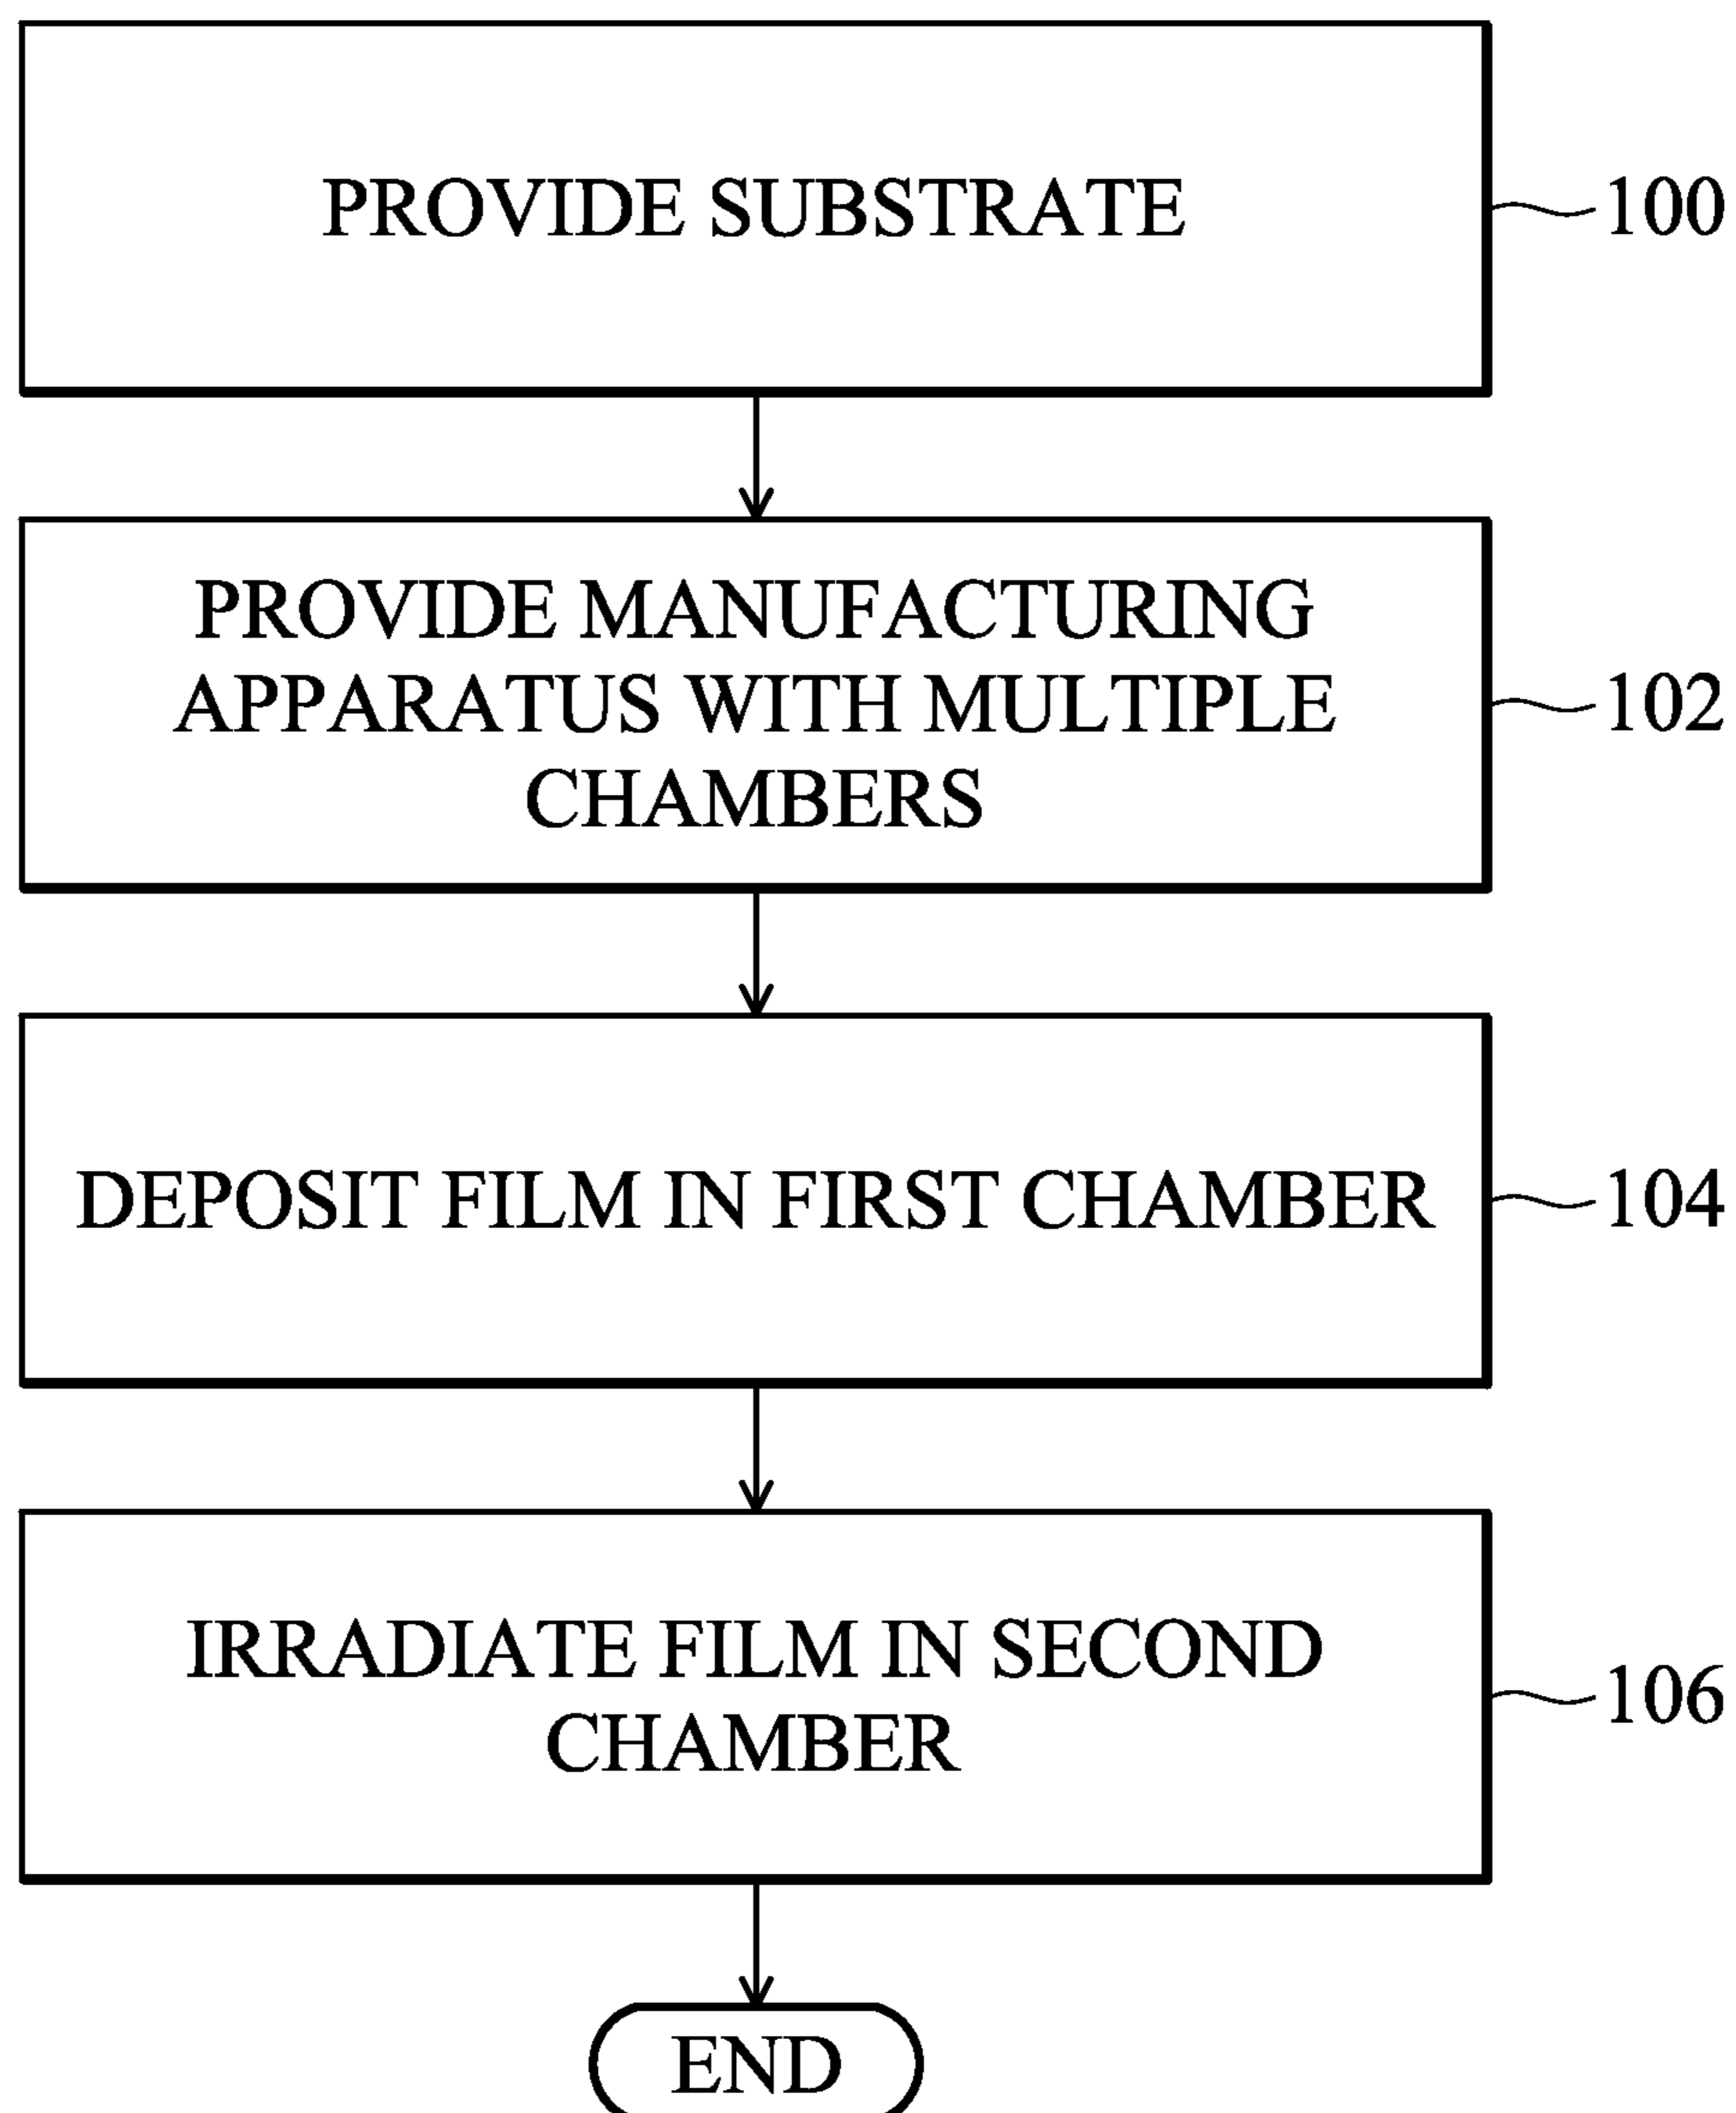 PROVIDE SUBSTRATE
100
PROVIDE MANUFACTURING
APPARATUS WITH MULTIPLE
CHAMBERS
102
DEPOSIT FILM IN FIRST CHAMBER
104
IRRADIATE FILM IN SECOND
CHAMBER
106
END